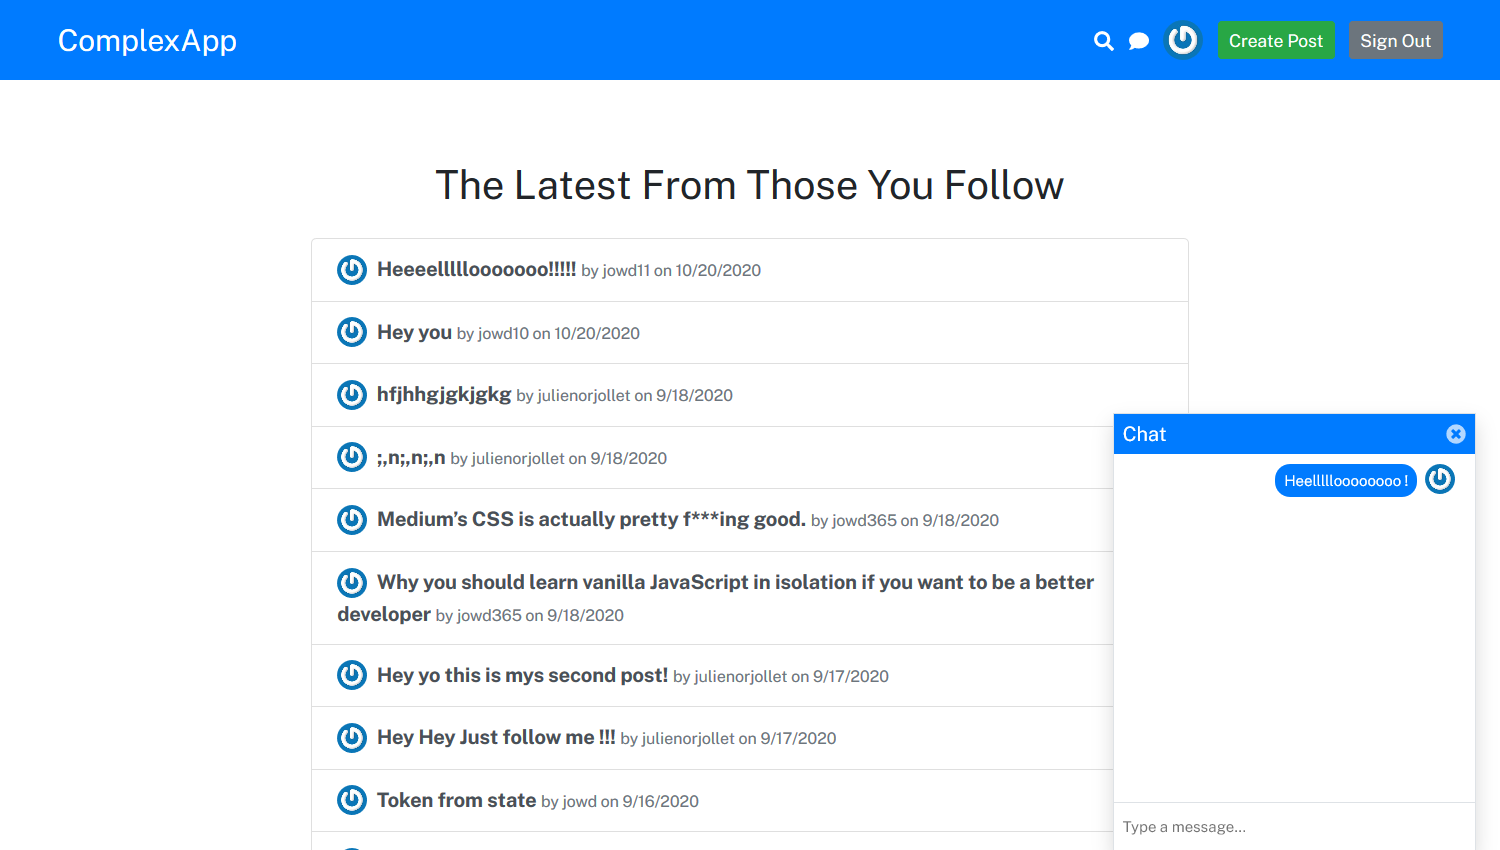 ComplexApp
Create Post
Sign Out
The Latest From Those You Follow
Heeeelllllooooooo!!!!! by jowd11 on 10/20/2020
Hey you by jowd10 on 10/20/2020
hfjhhgjgkjgkg by julienorjollet on 9/18/2020
;,n;,n;,n by julienorjollet on 9/18/2020
Medium’s CSS is actually pretty f***ing good. by jowd365 on 9/18/2020
Why you should learn vanilla JavaScript in isolation if you want to be a better
developer by jowd365 on 9/18/2020
Hey yo this is mys second post! by julienorjollet on 9/17/2020
Hey Hey Just follow me !!! by julienorjollet on 9/17/2020
Token from state by jowd on 9/16/2020
Chat
Heellllloooooooo !
Type a message...